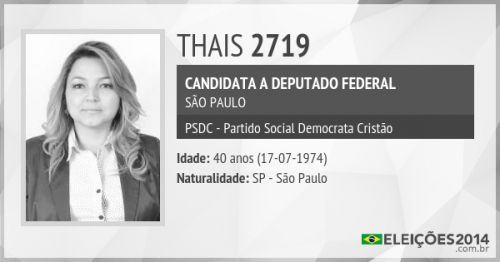 THAIS 2719
CANDIDATA A DEPUTADO FEDERAL
SÃO PAULO
PSDC - Partido Social Democrata Cristão
Idade: 40 anos (17-07-1974)
Naturalidade: SP - São Paulo
ELEIÇÕES2014
.com.br